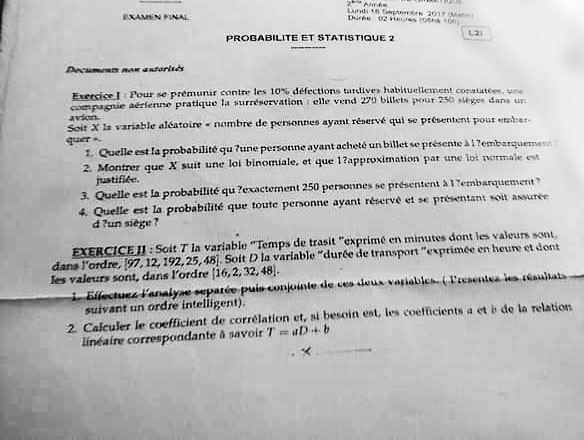 2ème Année
EXAMEN FINAL
Lundi 18 Septembre 2017 (Matin)
Durée : 02 Heures (08h à 10h)
PROBABILITE ET STATISTIQUE 2
L2I
Documents non autorisés
Exercice I : Pour se prémunir contre les 10% défections tardives habituellement constatées, une
compagnie aérienne pratique la surréservation : elle vend 270 billets pour 250 sièges dans un
avion.
Soit X la variable aléatoire « nombre de personnes ayant réservé qui se présentent pour embar-
quer ».
1. Quelle est la probabilité qu ?une personne ayant acheté un billet se présente à l ?embarquement ?
2. Montrer que X suit une loi binomiale, et que l ?approximation par une loi normale est
justifiée.
3. Quelle est la probabilité qu ?exactement 250 personnes se présentent à l ?embarquement ?
4. Quelle est la probabilité que toute personne ayant réservé et se présentant soit assurée
d ?un siège ?
EXERCICE II : Soit T la variable "Temps de trasit "exprimé en minutes dont les valeurs sont,
dans l'ordre, [97, 12, 192, 25, 48]. Soit D la variable "durée de transport "exprimée en heure et dont
les valeurs sont, dans l'ordre [16, 2, 32, 48].
1. Effectuez l'analyse separée puis conjointe de ces deux variables. ( Presentez les résultats
suivant un ordre intelligent).
2. Calculer le coefficient de corrélation et, si besoin est, les coefficients a et b de la relation
linéaire correspondante à savoir T = aD + b